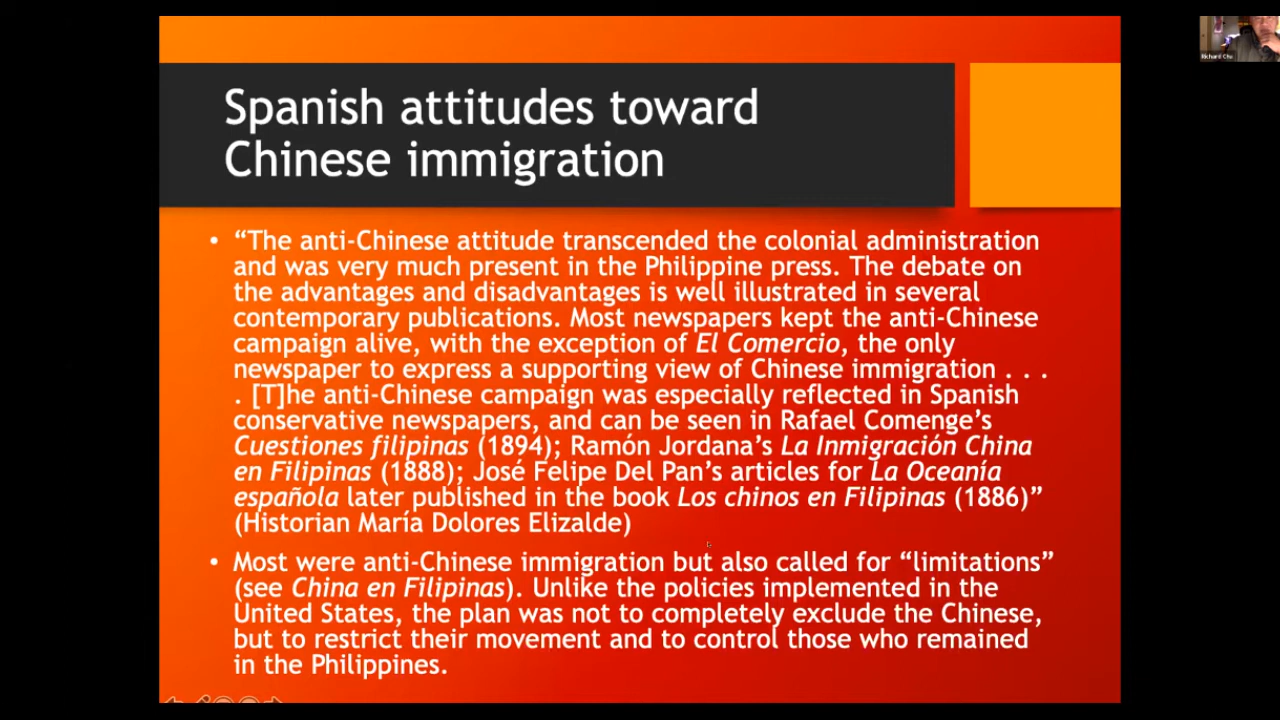 Spanish attitudes toward
Chinese immigration
• “The anti-Chinese attitude transcended the colonial administration
and was very much present in the Philippine press. The debate on
the advantages and disadvantages is well illustrated in several
contemporary publications. Most newspapers kept the anti-Chinese
campaign alive, with the exception of El Comercio, the only
newspaper to express a supporting view of Chinese immigration . . .
. [T]he anti-Chinese campaign was especially reflected in Spanish
conservative newspapers, and can be seen in Rafael Comenge’s
Cuestiones filipinas (1894); Ramón Jordana’s La Inmigración China
en Filipinas (1888); José Felipe Del Pan’s articles for La Oceanía
española later published in the book Los chinos en Filipinas (1886)”
(Historian María Dolores Elizalde)
• Most were anti-Chinese immigration but also called for “limitations”
(see China en Filipinas). Unlike the policies implemented in the
United States, the plan was not to completely exclude the Chinese,
but to restrict their movement and to control those who remained
in the Philippines.
Richard Chu